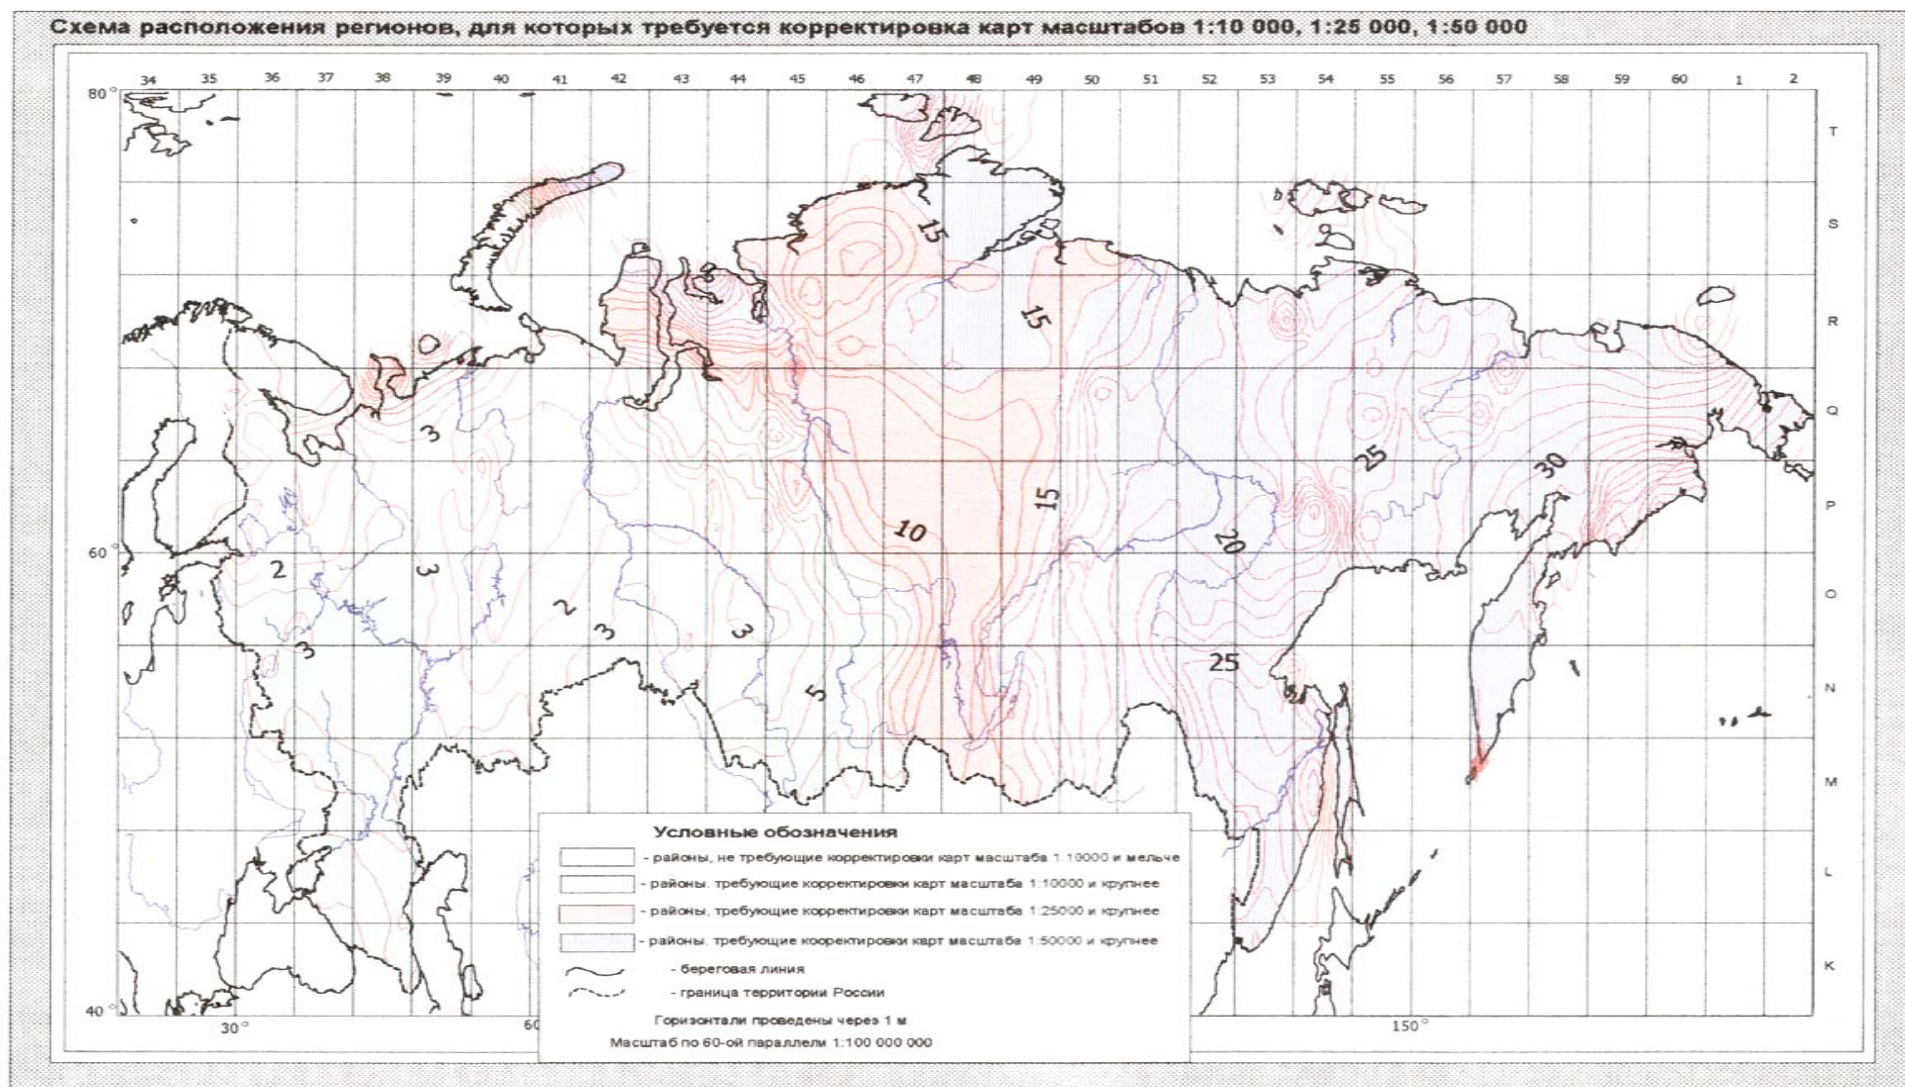 Схема расположения регионов, для которых требуется корректировка карт масштабов 1:10 000, 1:25 000, 1:50 000
34 35 36 37 38 39 40 41 42 43 44 45 46 47 48 49 50 51 52 53 54 55 56 57 58 59 60 1 2
80°
T
S
15
15
R
3
Q
25
30
15
P
10
20
60°
2
3
O
2
3
3
3
25
N
5
M
Условные обозначения
- районы, не требующие корректировки карт масштаба 1:10000 и мельче
- районы. требующие корректировки карт масштаба 1:10000 и крупнее
L
- районы, требующие корректировки карт масштаба 1:25000 и крупнее
- районы. требующие кооректировки карт масштаба 1:50000 и крупнее
- береговая линия
K
- граница территории России
40°
Горизонтали проведены через 1 м
30°
60
150°
Масштаб по 60-ой параллели 1:100 000 000